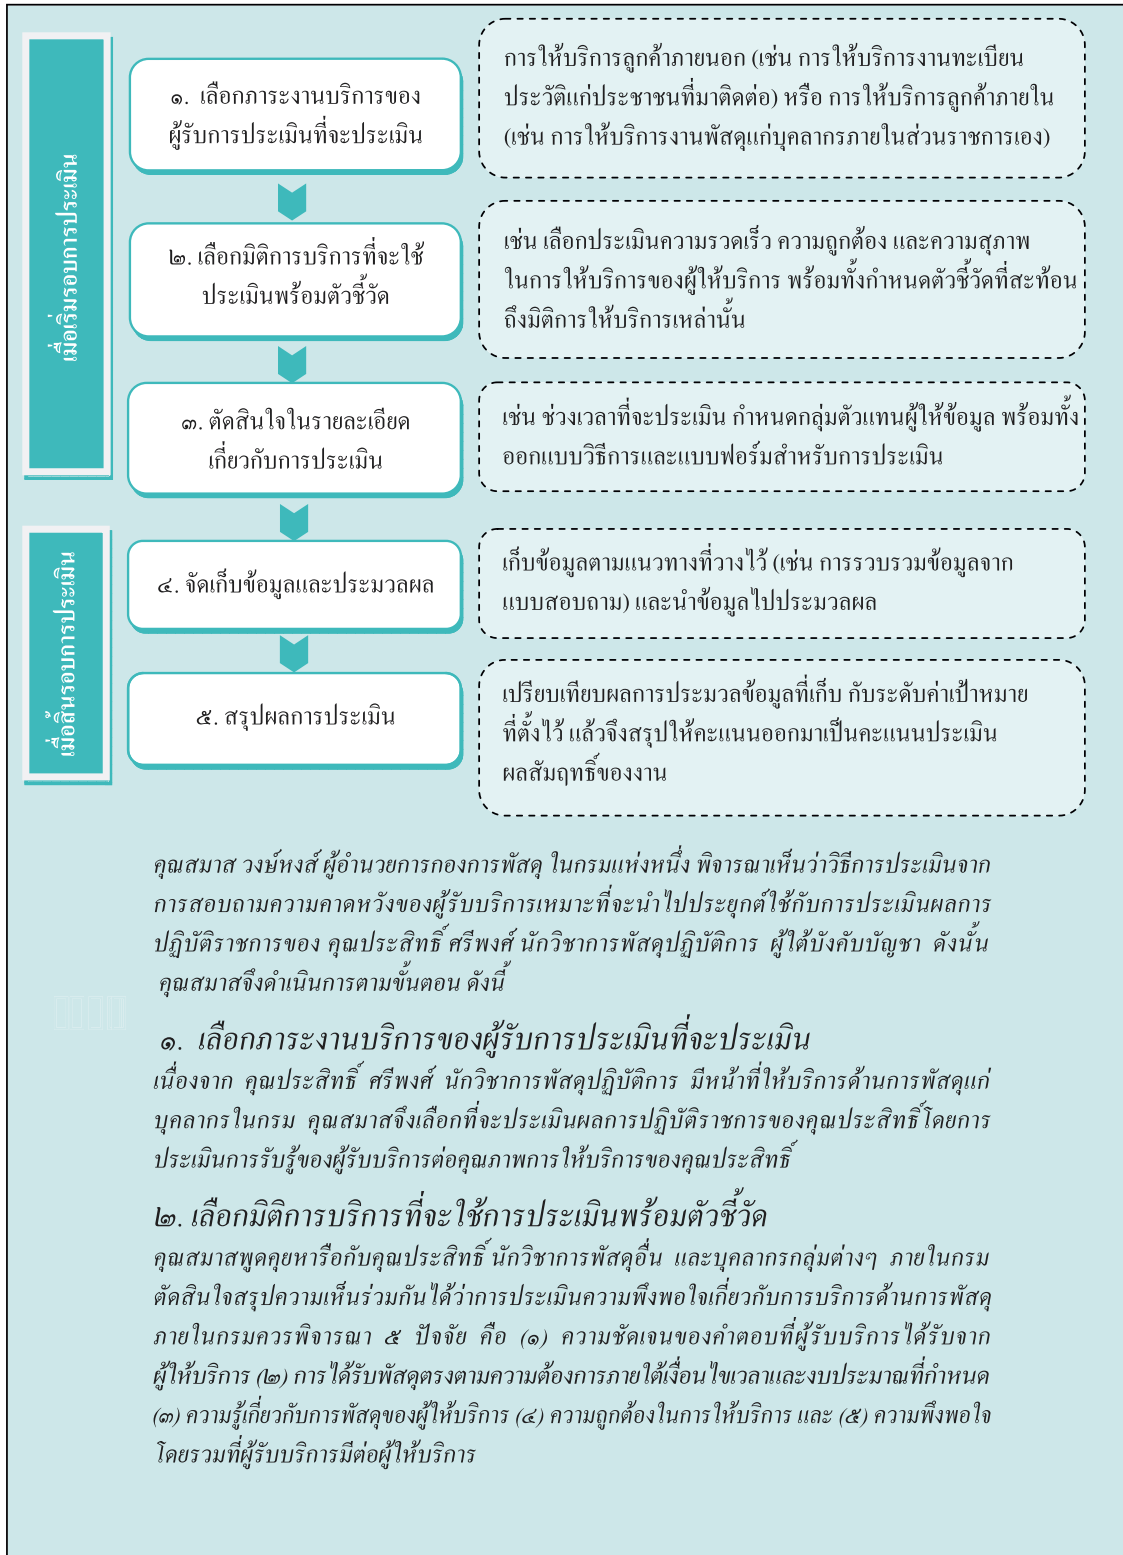 เมื่อเริ่มรอบการประเมิน
๑. เลือกภาระงานบริการของ
ผู้รับการประเมินที่จะประเมิน
การให้บริการลูกค้าภายนอก (เช่น การให้บริการงานทะเบียน
ประวัติแก่ประชาชนที่มาติดต่อ) หรือ การให้บริการลูกค้าภายใน
(เช่น การให้บริการงานพัสดุแก่บุคลากรภายในส่วนราชการเอง)
๒. เลือกมิติการบริการที่จะใช้
ประเมินพร้อมตัวชี้วัด
เช่น เลือกประเมินความรวดเร็ว ความถูกต้อง และความสุภาพ
ในการให้บริการของผู้ให้บริการ พร้อมทั้งกำหนดตัวชี้วัดที่สะท้อน
ถึงมิติการให้บริการเหล่านั้น
๓. ตัดสินใจในรายละเอียด
เกี่ยวกับการประเมิน
เช่น ช่วงเวลาที่จะประเมิน กำหนดกลุ่มตัวแทนผู้ให้ข้อมูล พร้อมทั้ง
ออกแบบวิธีการและแบบฟอร์มสำหรับการประเมิน
เมื่อสิ้นรอบการประเมิน
๔. จัดเก็บข้อมูลและประมวลผล
เก็บข้อมูลตามแนวทางที่วางไว้ (เช่น การรวบรวมข้อมูลจาก
แบบสอบถาม) และนำข้อมูลไปประมวลผล
๕. สรุปผลการประเมิน
เปรียบเทียบผลการประมวลข้อมูลที่เก็บ กับระดับค่าเป้าหมาย
ที่ตั้งไว้ แล้วจึงสรุปให้คะแนนออกมาเป็นคะแนนประเมิน
ผลสัมฤทธิ์ของงาน
คุณสมาส วงษ์หงส์ ผู้อำนวยการกองการพัสดุ ในกรมแห่งหนึ่ง พิจารณาเห็นว่าวิธีการประเมินจาก
การสอบถามความคาดหวังของผู้รับบริการเหมาะที่จะนำไปประยุกต์ใช้กับการประเมินผลการ
ปฏิบัติราชการของ คุณประสิทธิ์ ศรีพงศ์ นักวิชาการพัสดุปฏิบัติการ ผู้ใต้บังคับบัญชา ดังนั้น
คุณสมาสจึงดำเนินการตามขั้นตอน ดังนี้
๑. เลือกภาระงานบริการของผู้รับการประเมินที่จะประเมิน
เนื่องจาก คุณประสิทธิ์ ศรีพงศ์ นักวิชาการพัสดุปฏิบัติการ มีหน้าที่ให้บริการด้านการพัสดุแก่
บุคลากรในกรม คุณสมาสจึงเลือกที่จะประเมินผลการปฏิบัติราชการของคุณประสิทธิ์โดยการ
ประเมินการรับรู้ของผู้รับบริการต่อคุณภาพการให้บริการของคุณประสิทธิ์
๒. เลือกมิติการบริการที่จะใช้การประเมินพร้อมตัวชี้วัด
คุณสมาสพูดคุยหารือกับคุณประสิทธิ์ นักวิชาการพัสดุอื่น และบุคลากรกลุ่มต่างๆ ภายในกรม
ตัดสินใจสรุปความเห็นร่วมกันได้ว่าการประเมินความพึงพอใจเกี่ยวกับการบริการด้านการพัสดุ
ภายในกรมควรพิจารณา ๕ ปัจจัย คือ (๑) ความชัดเจนของคำตอบที่ผู้รับบริการได้รับจาก
ผู้ให้บริการ (๒) การได้รับพัสดุตรงตามความต้องการภายใต้เงื่อนไขเวลาและงบประมาณที่กำหนด
(๓) ความรู้เกี่ยวกับการพัสดุของผู้ให้บริการ (๔) ความถูกต้องในการให้บริการ และ (๕) ความพึงพอใจ
โดยรวมที่ผู้รับบริการมีต่อผู้ให้บริการ